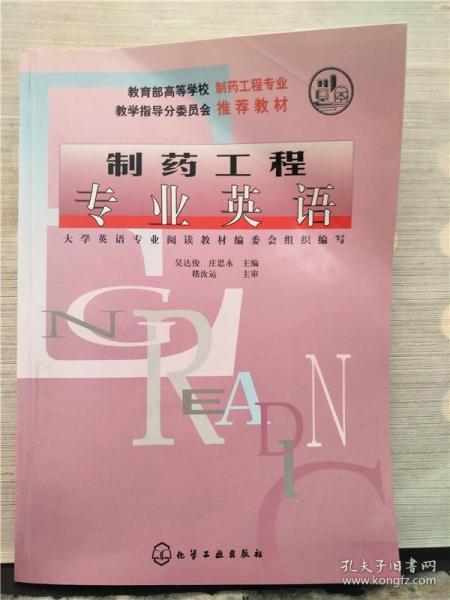 教育部高等学校 制药工程专业
教学指导分委员会 推荐教材
制药工程
专业英语
大学英语专业阅读教材编委会组织编写
吴达俊 庄思永 主编
嵇汝运 主审
ENG
READING
化学工业出版社
孔夫子旧书网
www.kongfz.com